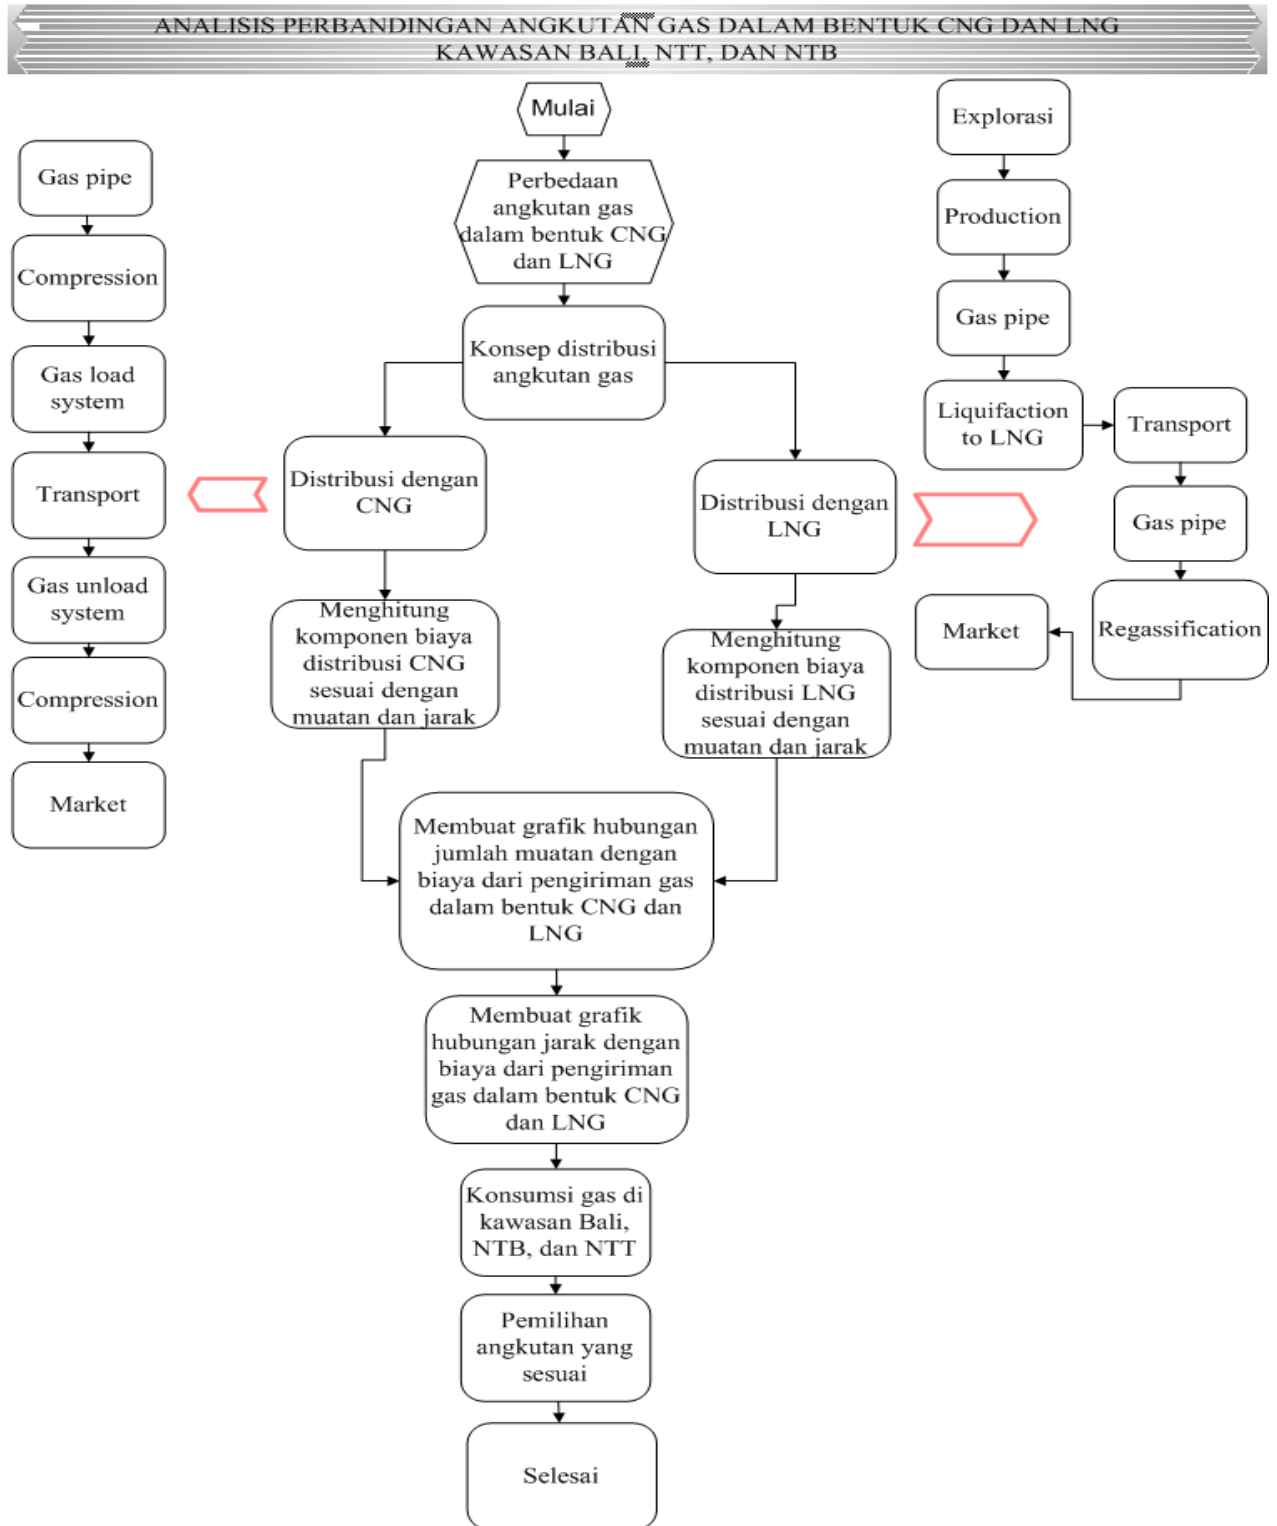 ANALISIS PERBANDINGAN ANGKUTAN GAS DALAM BENTUK CNG DAN LNG
KAWASAN BALI, NTT, DAN NTB
Mulai
Perbedaan
angkutan gas
dalam bentuk CNG
dan LNG
Konsep distribusi
angkutan gas
Gas pipe
Compression
Gas load
system
Transport
Gas unload
system
Compression
Market
Distribusi dengan
CNG
Menghitung
komponen biaya
distribusi CNG
sesuai dengan
muatan dan jarak
Distribusi dengan
LNG
Menghitung
komponen biaya
distribusi LNG
sesuai dengan
muatan dan jarak
Explorasi
Production
Gas pipe
Liquifaction
to LNG
Transport
Gas pipe
Regassification
Market
Membuat grafik hubungan
jumlah muatan dengan
biaya dari pengiriman gas
dalam bentuk CNG dan
LNG
Membuat grafik
hubungan jarak dengan
biaya dari pengiriman
gas dalam bentuk CNG
dan LNG
Konsumsi gas di
kawasan Bali,
NTB, dan NTT
Pemilihan
angkutan yang
sesuai
Selesai